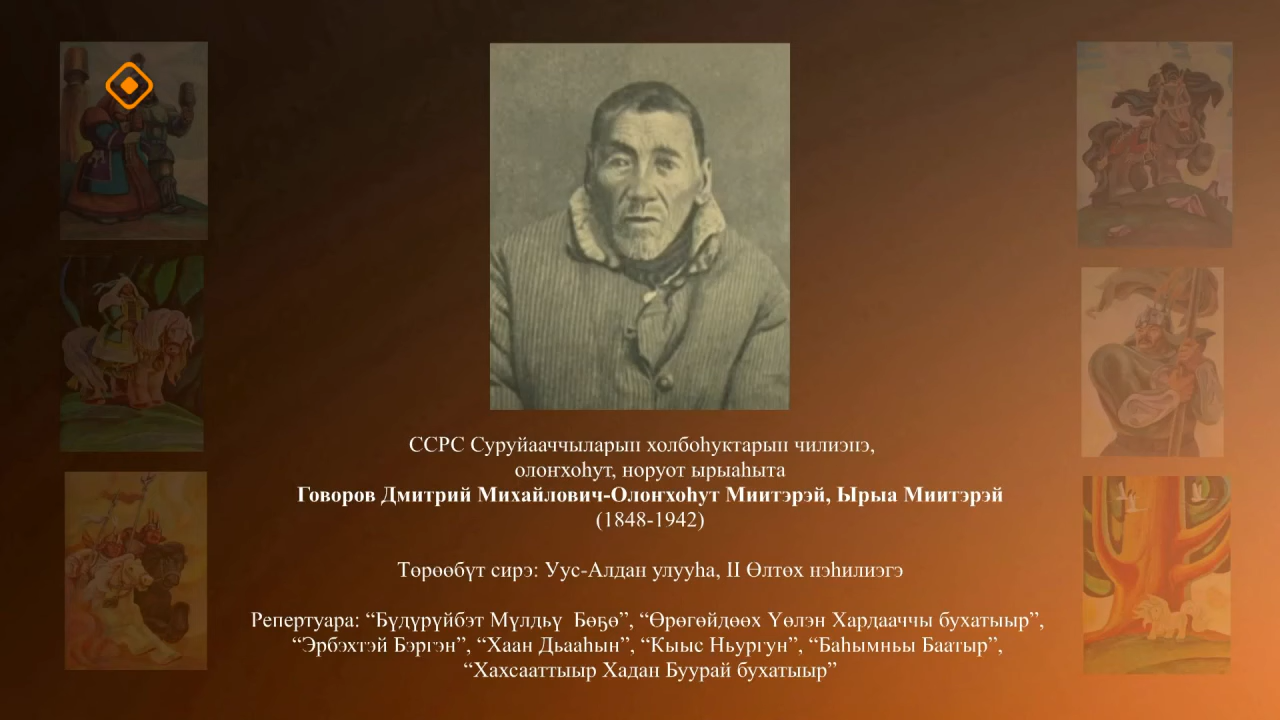 ССРС Суруйааччыларын холбоһуктарын чилиэнэ,
олоҥхоһут, норуот ырыаһыта
Говоров Дмитрий Михайлович-Олоҥхоһут Миитэрэй, Ырыа Миитэрэй
(1848-1942)
Төрөөбүт сирэ: Уус-Алдан улууһа, II Өлтөх нэһилиэгэ
Репертуара: “Бүдүрүйбэт Мүлдьү Бөҕө”, “Өрөгөйдөөх Үөлэн Хардааччы бухатыыр”,
“Эрбэхтэй Бэргэн”, “Хаан Дьааһын”, “Кыыс Ньургун”, “Баһымньы Баатыр”,
“Хахсааттыыр Хадан Буурай бухатыыр”